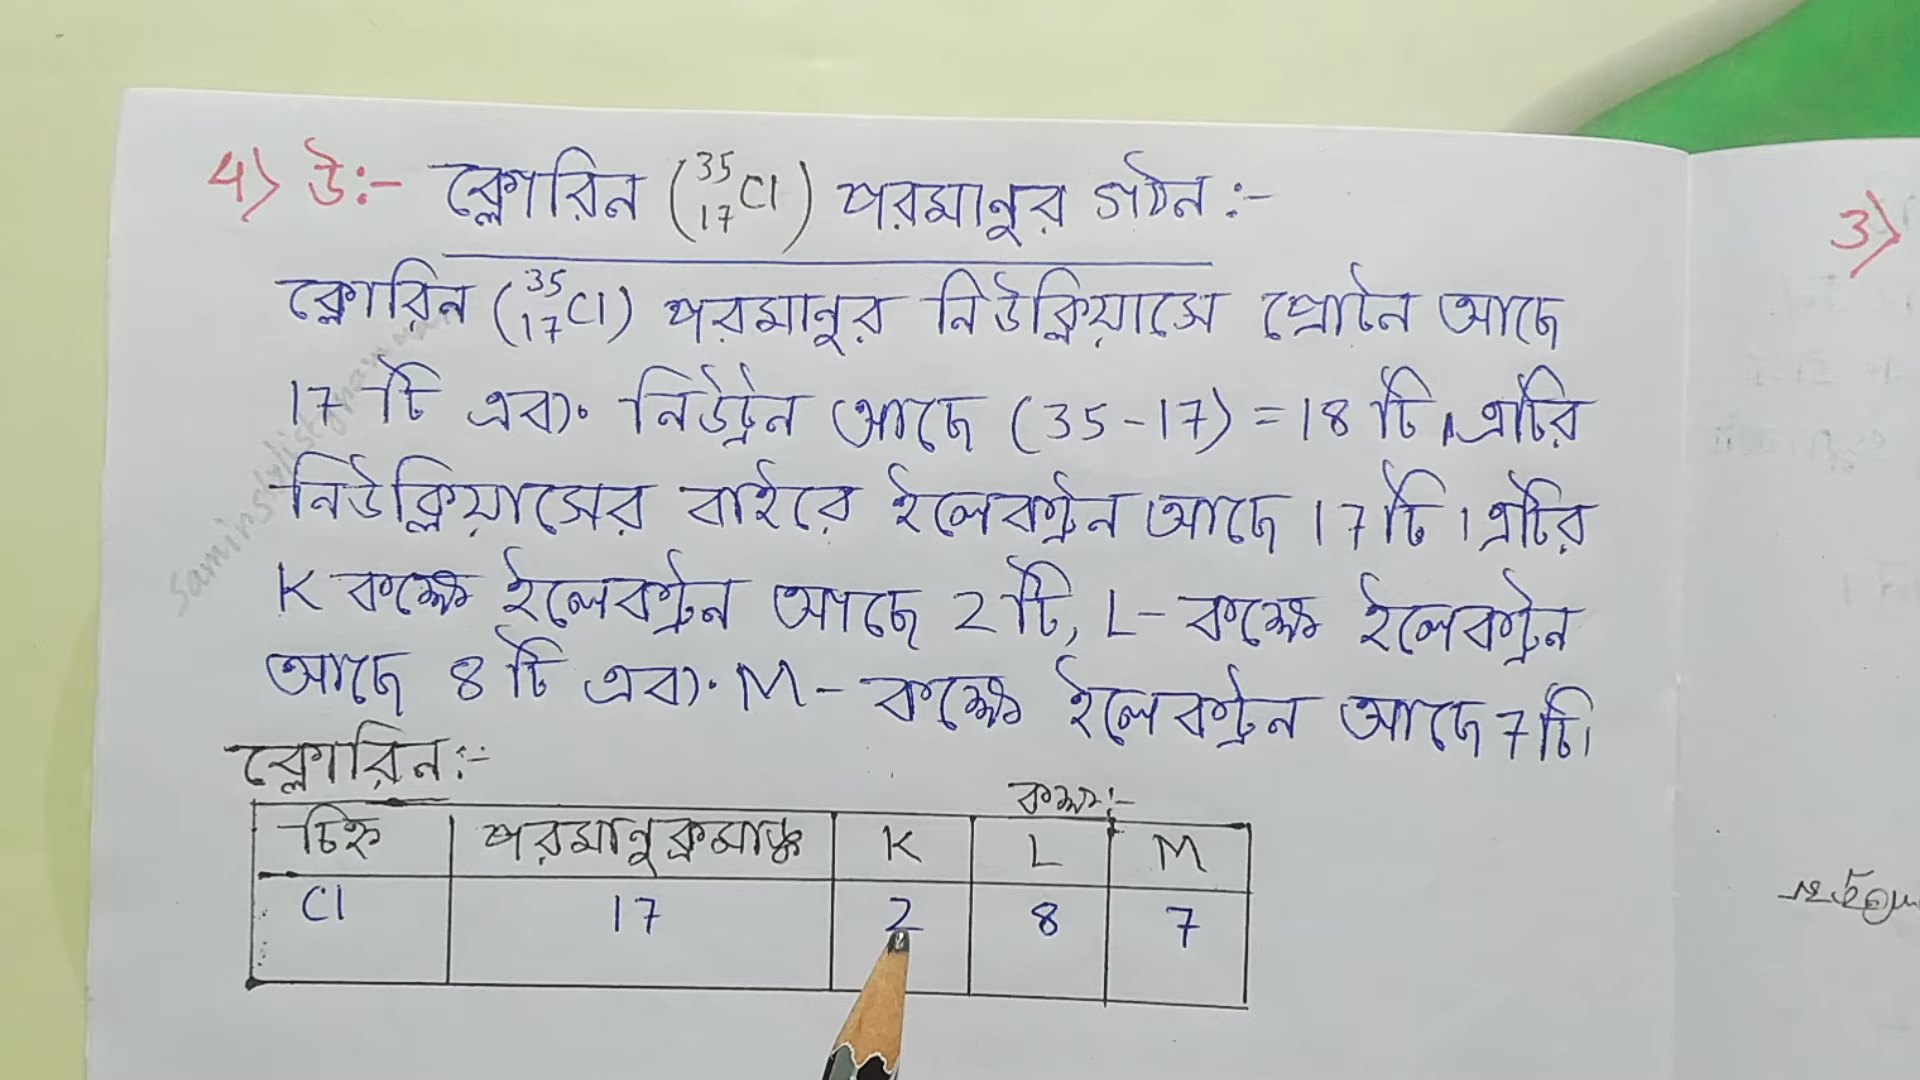 4) উ:- ক্লোরিন (³⁵₁₇Cl) পরমানুর গঠন :-
ক্লোরিন (³⁵₁₇Cl) পরমানুর নিউক্লিয়াসে প্রোটন আছে
17 টি এবং নিউট্রন আছে (35-17) = 18 টি। এটির
নিউক্লিয়াসের বাইরে ইলেকট্রন আছে 17 টি। এটির
K কক্ষে ইলেকট্রন আছে 2 টি, L- কক্ষে ইলেকট্রন
আছে 8 টি এবং M- কক্ষে ইলেকট্রন আছে 7 টি।
ক্লোরিন:-
কক্ষ:-
চিহ্ন পরমানু ক্রমাঙ্ক K L M
Cl 17 2 8 7
3)